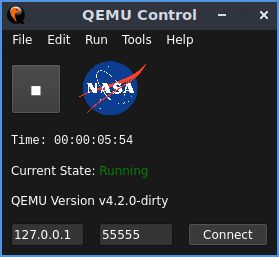 QEMU Control
File Edit Run Tools Help
NASA
Time: 00:00:05:54
Current State: Running
QEMU Version v4.2.0-dirty
127.0.0.1 55555 Connect